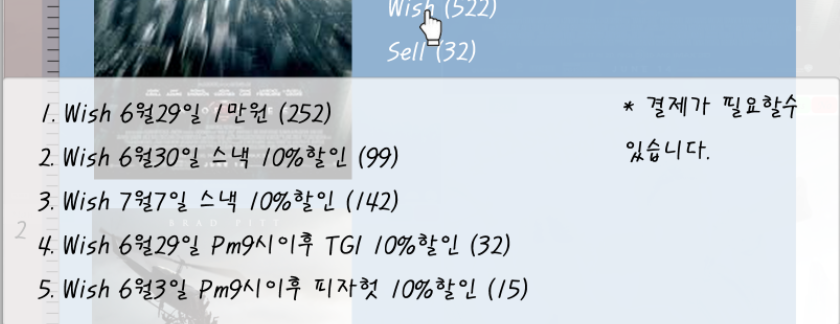 Wish (522)
Sell (32)
1. Wish 6월29일 1만원 (252)
2. Wish 6월30일 스낵 10%할인 (99)
3. Wish 7월7일 스낵 10%할인 (142)
4. Wish 6월29일 Pm9시이후 TGI 10%할인 (32)
5. Wish 6월3일 Pm9시이후 피자헛 10%할인 (15)
* 결제가 필요할수
있습니다.
2
BRAD PITT